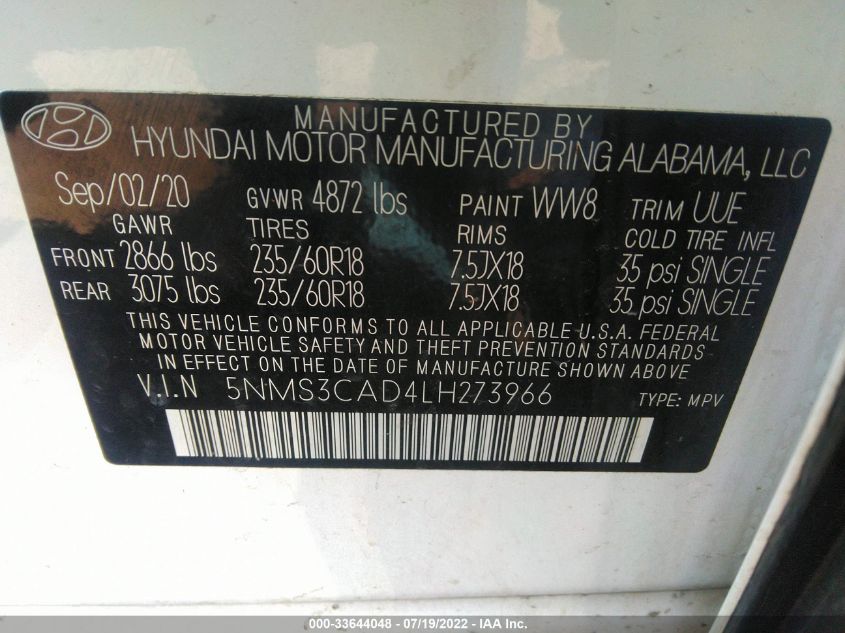 MANUFACTURED BY
HYUNDAI MOTOR MANUFACTURING ALABAMA, LLC
Sep/02/20 GVWR 4872 lbs PAINT WW8 TRIM UUE
GAWR TIRES RIMS COLD TIRE INFL
FRONT 2866 lbs 235/60R18 7.5JX18 35 psi SINGLE
REAR 3075 lbs 235/60R18 7.5JX18 35 psi SINGLE
THIS VEHICLE CONFORMS TO ALL APPLICABLE U.S.A. FEDERAL
MOTOR VEHICLE SAFETY AND THEFT PREVENTION STANDARDS
IN EFFECT ON THE DATE OF MANUFACTURE SHOWN ABOVE
V.I.N 5NMS3CAD4LH273966 TYPE: MPV
000-33644048 - 07/19/2022 - IAA Inc.